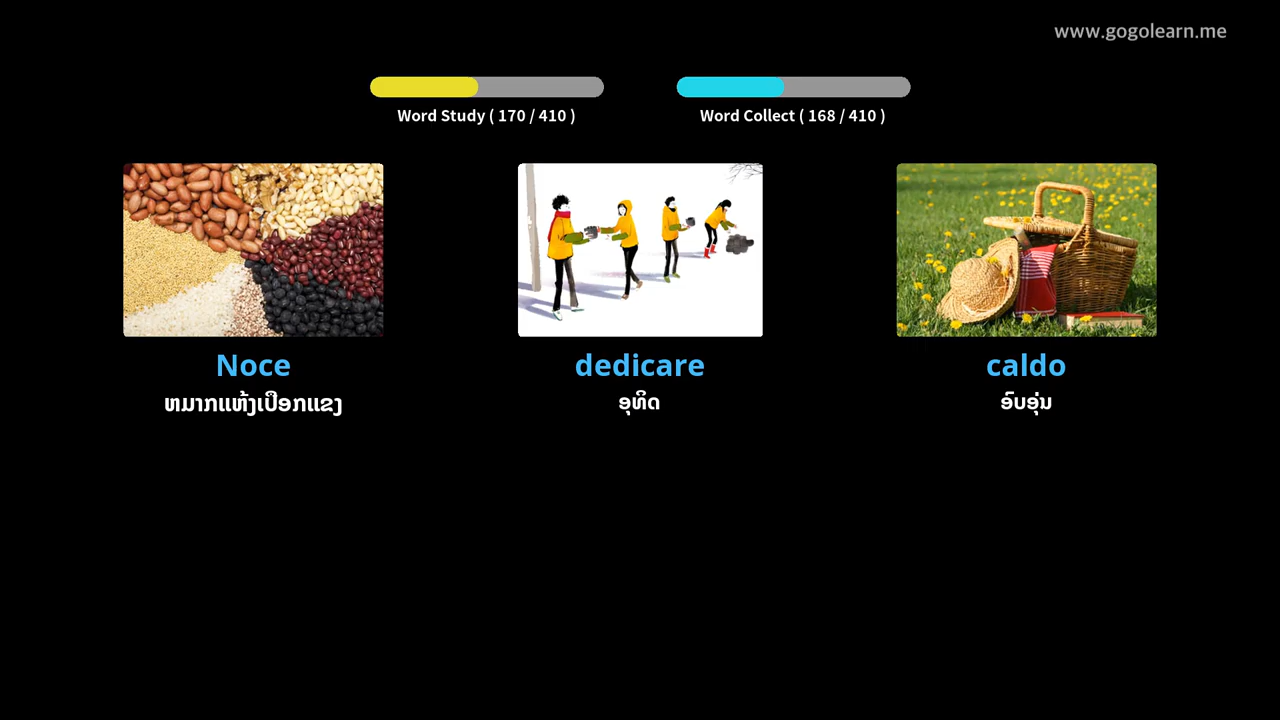 www.gogolearn.me
Word Study ( 170 / 410 )
Word Collect ( 168 / 410 )
Noce
dedicare
caldo
ຫມາກແຫ້ງເປືອກແຂງ
ອຸທິດ
ອົບອຸ່ນ